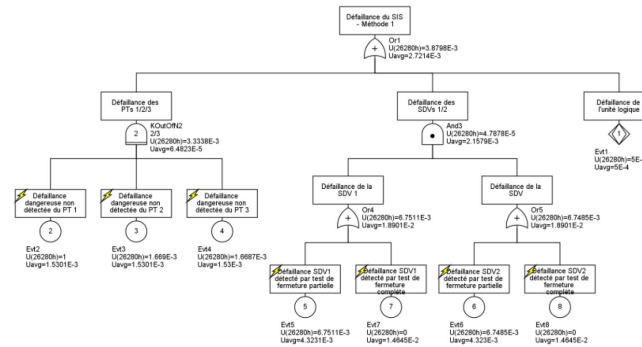 Défaillance du SIS
- Méthode 1
Or1
U(26280h)=3.8798E-3
Uavg=2.7214E-3
Défaillance des
PTs 1/2/3
2
KOutOfN2
2/3
U(26280h)=3.3338E-3
Uavg=6.4823E-5
Défaillance des
SDVs 1/2
And3
U(26280h)=4.7878E-5
Uavg=2.1579E-3
Défaillance de
l'unité logique
1
Evt1
U(26280h)=5E-
Uavg=5E-4
Défaillance de la
SDV 1
Or4
U(26280h)=6.7511E-3
Uavg=1.8901E-2
Défaillance de la
SDV
Or5
U(26280h)=6.7485E-3
Uavg=1.8901E-2
Défaillance
dangereuse non
détectée du PT 1
2
Evt2
U(26280h)=1
Uavg=1.5301E-3
Défaillance
dangereuse non
détectée du PT 2
3
Evt3
U(26280h)=1.669E-3
Uavg=1.5301E-3
Défaillance
dangereuse non
détectée du PT 3
4
Evt4
U(26280h)=1.6687E-3
Uavg=1.53E-3
Défaillance SDV1
détecté par test de
fermeture partielle
5
Evt5
U(26280h)=6.7511E-3
Uavg=4.3231E-3
Défaillance SDV1
détecté par test de
fermeture
complète
7
Evt7
U(26280h)=0
Uavg=1.4645E-2
Défaillance SDV2
détecté par test de
fermeture partielle
6
Evt6
U(26280h)=6.7485E-3
Uavg=4.323E-3
Défaillance SDV2
détecté par test de
fermeture
complète
8
Evt8
U(26280h)=0
Uavg=1.4645E-2